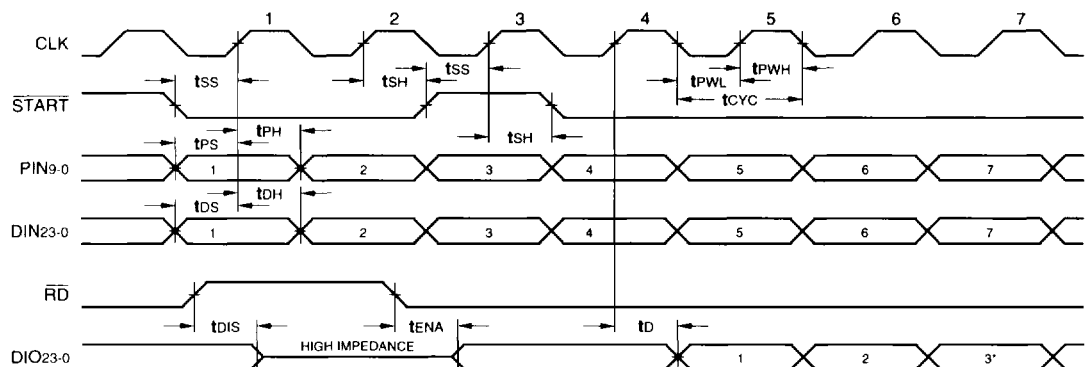 1 2 3 4 5 6 7
CLK
tSS tSH tSS tPWL tPWH
tCYC
START
tPH tSH
tPS
PIN9-0 1 2 3 4 5 6 7
tDH
tDS
DIN23-0 1 2 3 4 5 6 7
RD
tDIS tENA tD
HIGH IMPEDANCE
DIO23-0 1 2 3*